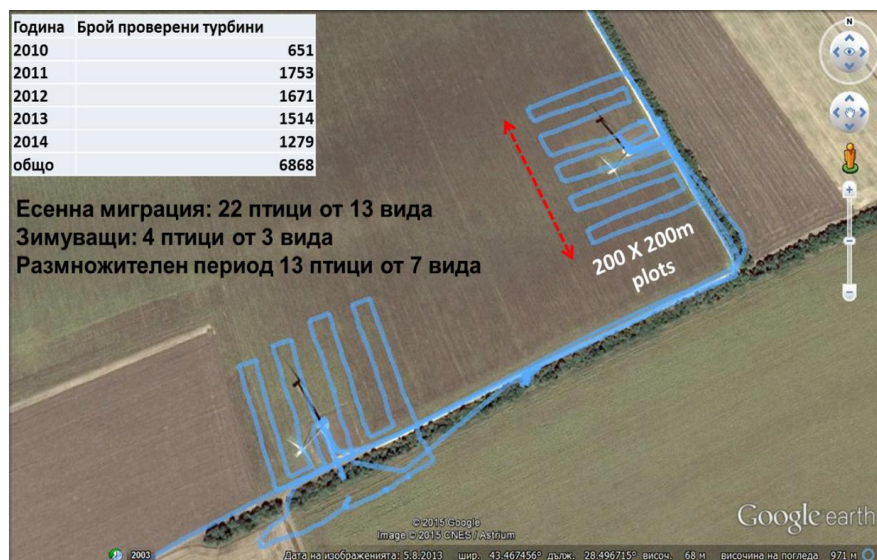 Година Брой проверени турбини
2010 651
2011 1753
2012 1671
2013 1514
2014 1279
общо 6868
N
Есенна миграция: 22 птици от 13 вида
Зимуващи: 4 птици от 3 вида
Размножителен период 13 птици от 7 вида
200 X 200m
plots
© 2015 Google
Image © 2015 CNES / Astrium
Google earth
2003 Дата на изображенията: 5.8.2013 шир. 43.467456° дълж. 28.496715° височ. 68 м височина на погледа 971 м